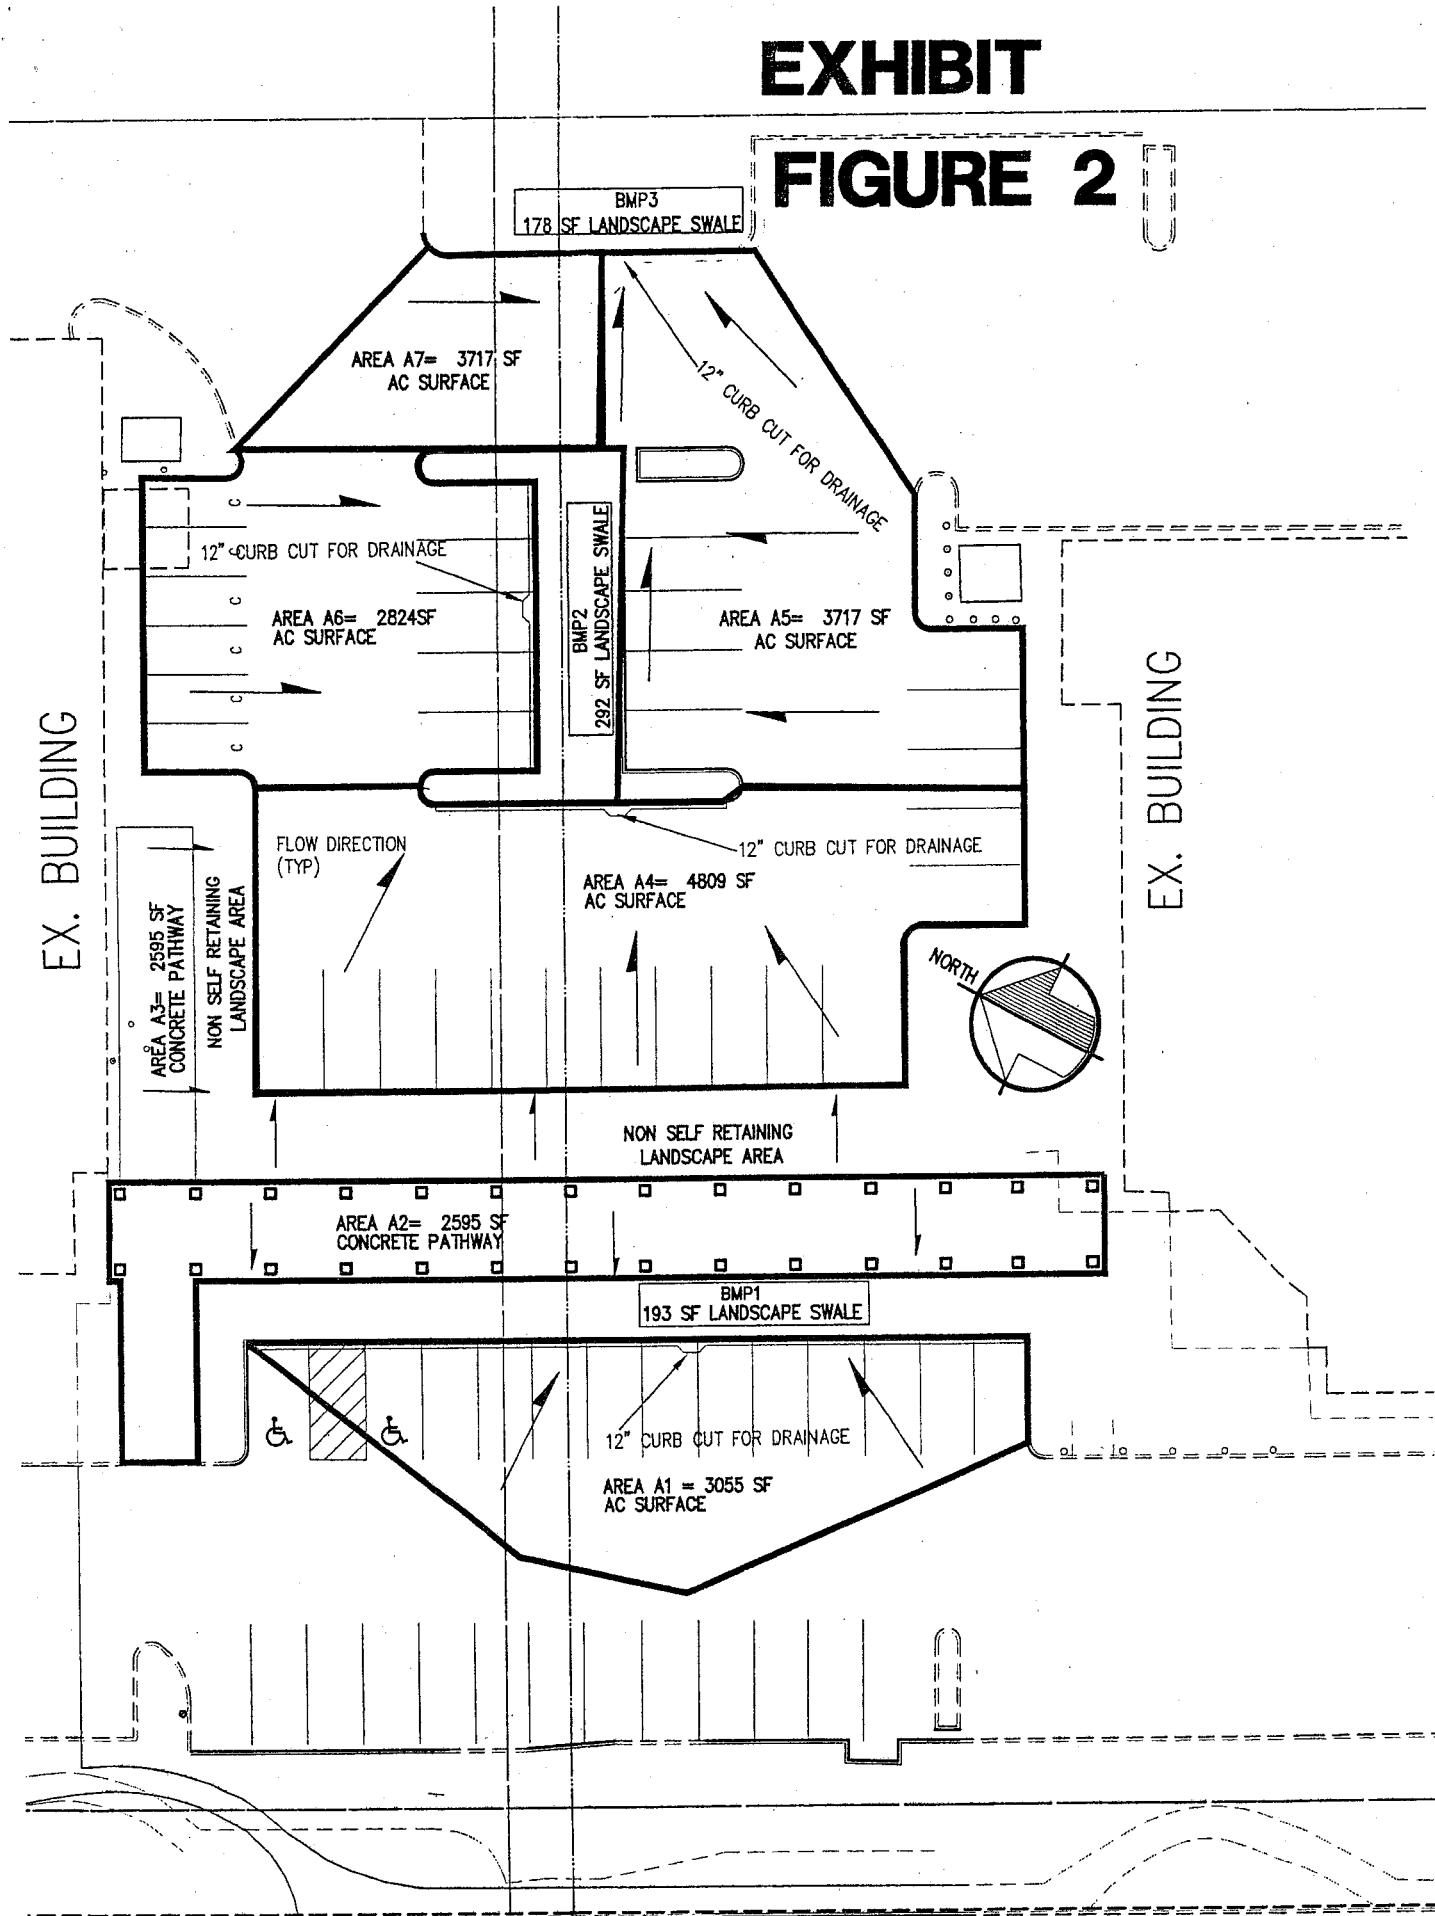 EXHIBIT
FIGURE 2
BMP3
178 SF LANDSCAPE SWALE
AREA A7= 3717 SF
AC SURFACE
12" CURB CUT FOR DRAINAGE
12" CURB CUT FOR DRAINAGE
AREA A6= 2824SF
AC SURFACE
BMP2
292 SF LANDSCAPE SWALE
AREA A5= 3717 SF
AC SURFACE
C
C
C
C
C
C
EX. BUILDING
EX. BUILDING
FLOW DIRECTION
(TYP)
12" CURB CUT FOR DRAINAGE
AREA A4= 4809 SF
AC SURFACE
AREA A3= 2595 SF
CONCRETE PATHWAY
NON SELF RETAINING
LANDSCAPE AREA
NORTH
NON SELF RETAINING
LANDSCAPE AREA
AREA A2= 2595 SF
CONCRETE PATHWAY
BMP1
193 SF LANDSCAPE SWALE
12" CURB CUT FOR DRAINAGE
AREA A1 = 3055 SF
AC SURFACE